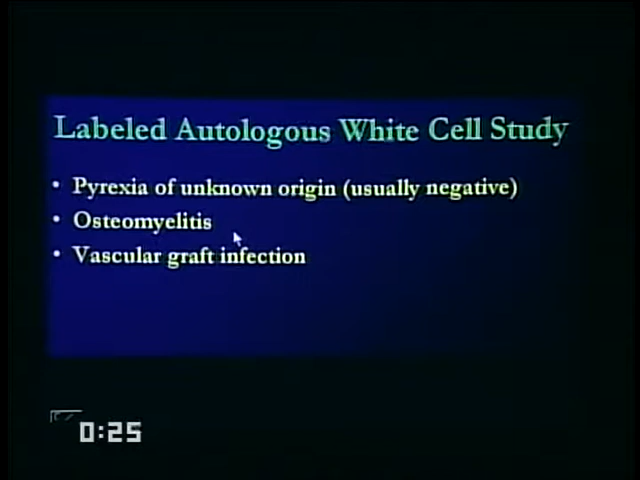 Labeled Autologous White Cell Study
• Pyrexia of unknown origin (usually negative)
• Osteomyelitis
• Vascular graft infection
0:25